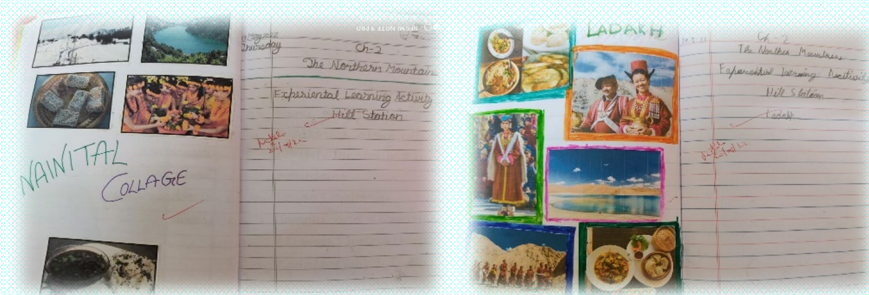 Thursday
Ch-2
The Northern Mountain
Experiential Learning Activity
Hill Station
NAINITAL
COLLAGE
LADAKH
Ch-2
The Northern Mountains
Experiential Learning Activity
Hill Station
Ladakh